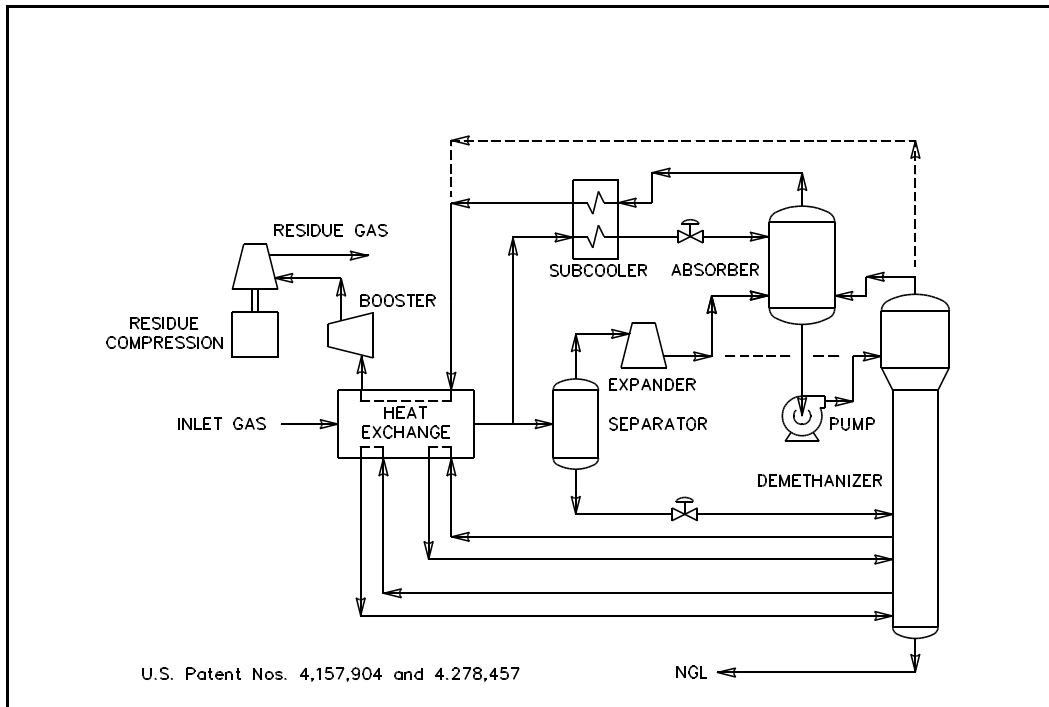 RESIDUE GAS
SUBCOOLER
ABSORBER
BOOSTER
RESIDUE
COMPRESSION
EXPANDER
INLET GAS
HEAT
EXCHANGE
SEPARATOR
PUMP
DEMETHANIZER
U.S. Patent Nos. 4,157,904 and 4.278,457
NGL